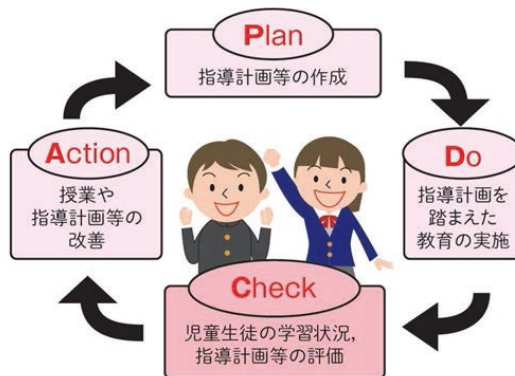 Plan
指導計画等の作成
Action
授業や
指導計画等の
改善
Do
指導計画を
踏まえた
教育の実施
Check
児童生徒の学習状況,
指導計画等の評価